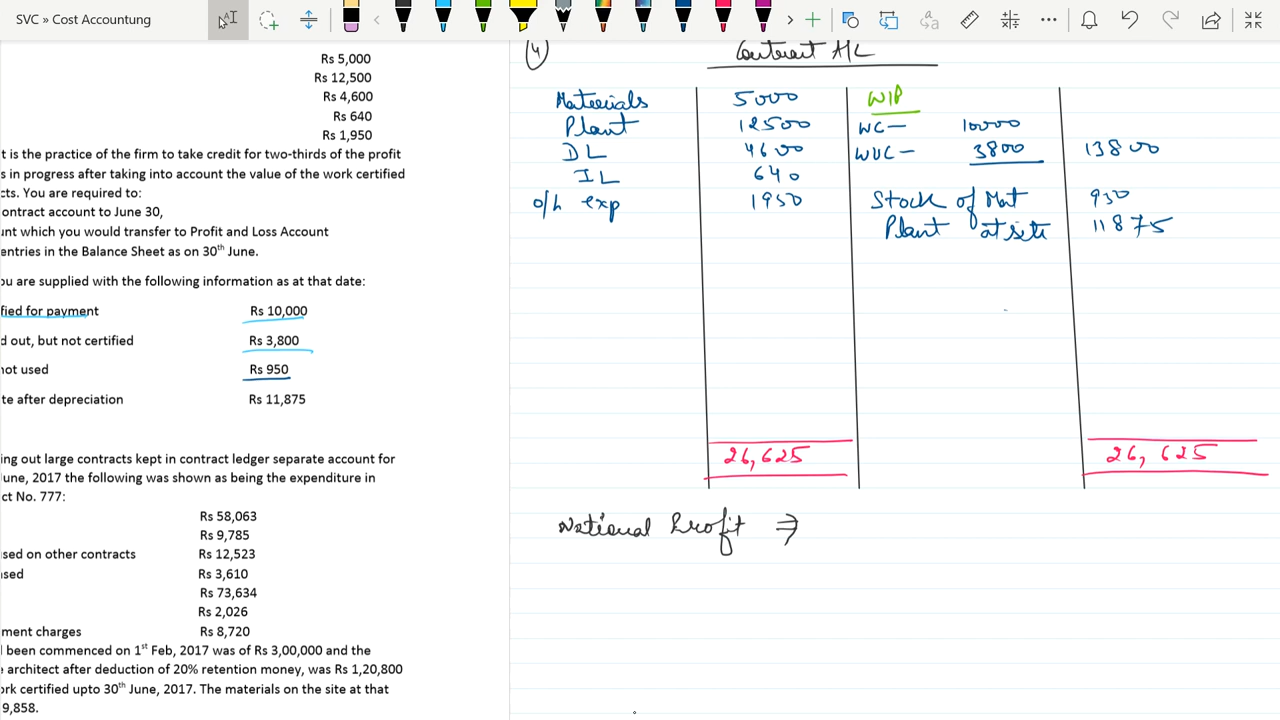 SVC » Cost Accountung
Rs 5,000
Rs 12,500
Rs 4,600
Rs 640
Rs 1,950
t is the practice of the firm to take credit for two-thirds of the profit
s in progress after taking into account the value of the work certified
cts. You are required to:
ontract account to June 30,
unt which you would transfer to Profit and Loss Account
entries in the Balance Sheet as on 30th June.
ou are supplied with the following information as at that date:
fied for payment Rs 10,000
d out, but not certified Rs 3,800
not used Rs 950
te after depreciation Rs 11,875
ing out large contracts kept in contract ledger separate account for
une, 2017 the following was shown as being the expenditure in
ct No. 777:
Rs 58,063
Rs 9,785
sed on other contracts Rs 12,523
sed Rs 3,610
Rs 73,634
Rs 2,026
ment charges Rs 8,720
l been commenced on 1st Feb, 2017 was of Rs 3,00,000 and the
e architect after deduction of 20% retention money, was Rs 1,20,800
ork certified upto 30th June, 2017. The materials on the site at that
9,858.
(4) Contract A/C
Materials 5000 WIP
Plant 12500 WC— 10000
DL 4600 WUC— 3800 13800
IL 640
o/h exp 1950 Stock of Mat 950
Plant at site 11875
26,625 26,625
Notional Profit ⇒